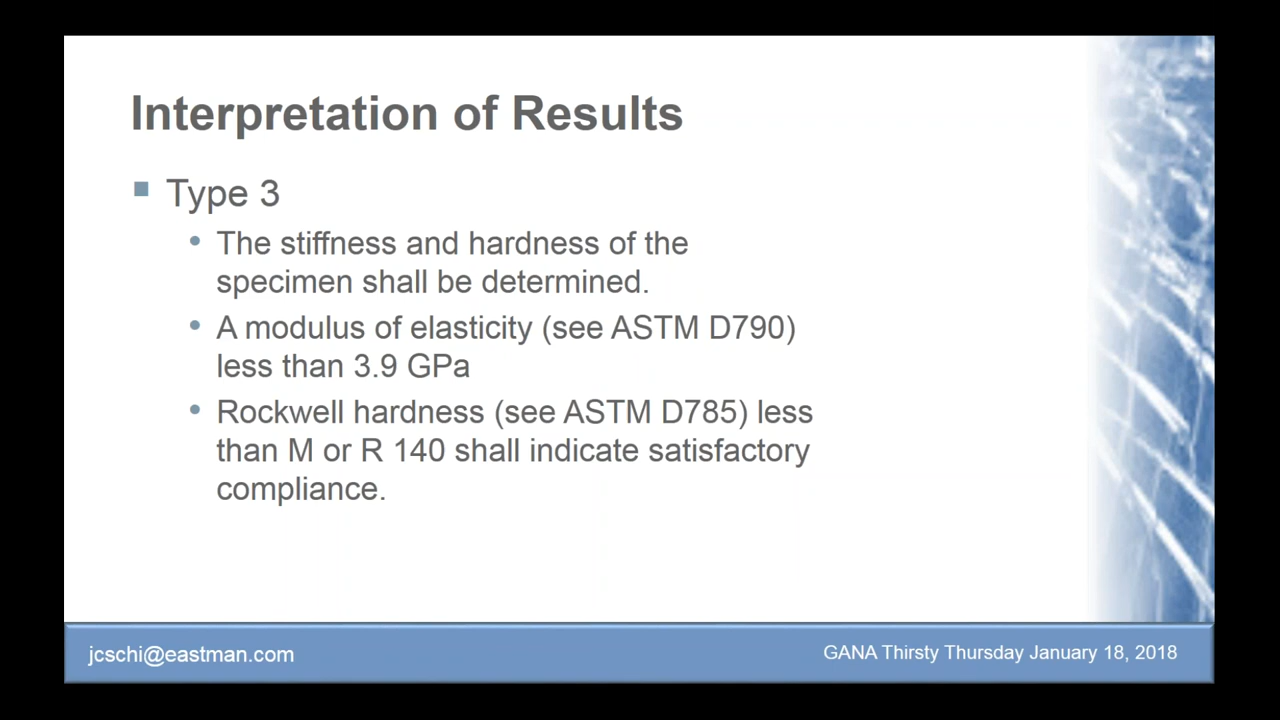 Interpretation of Results
Type 3
The stiffness and hardness of the
specimen shall be determined.
A modulus of elasticity (see ASTM D790)
less than 3.9 GPa
Rockwell hardness (see ASTM D785) less
than M or R 140 shall indicate satisfactory
compliance.
jcschi@eastman.com
GANA Thirsty Thursday January 18, 2018